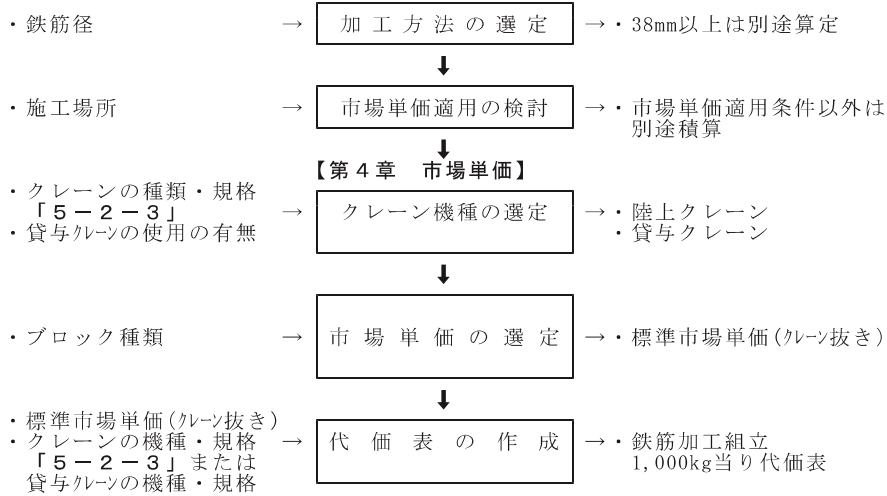 ・鉄筋径 → 加工方法の選定 →・38mm以上は別途算定
↓
・施工場所 → 市場単価適用の検討 →・市場単価適用条件以外は
別途積算
↓
【第４章　市場単価】
・クレーンの種類・規格
「５－２－３」 → クレーン機種の選定 →・陸上クレーン
・貸与ｸﾚｰﾝの使用の有無 ・貸与クレーン
↓
・ブロック種類 → 市場単価の選定 →・標準市場単価(ｸﾚｰﾝ抜き)
↓
・標準市場単価(ｸﾚｰﾝ抜き)
・クレーンの機種・規格 → 代価表の作成 →・鉄筋加工組立
「５－２－３」または 1,000kg当り代価表
貸与ｸﾚｰﾝの機種・規格